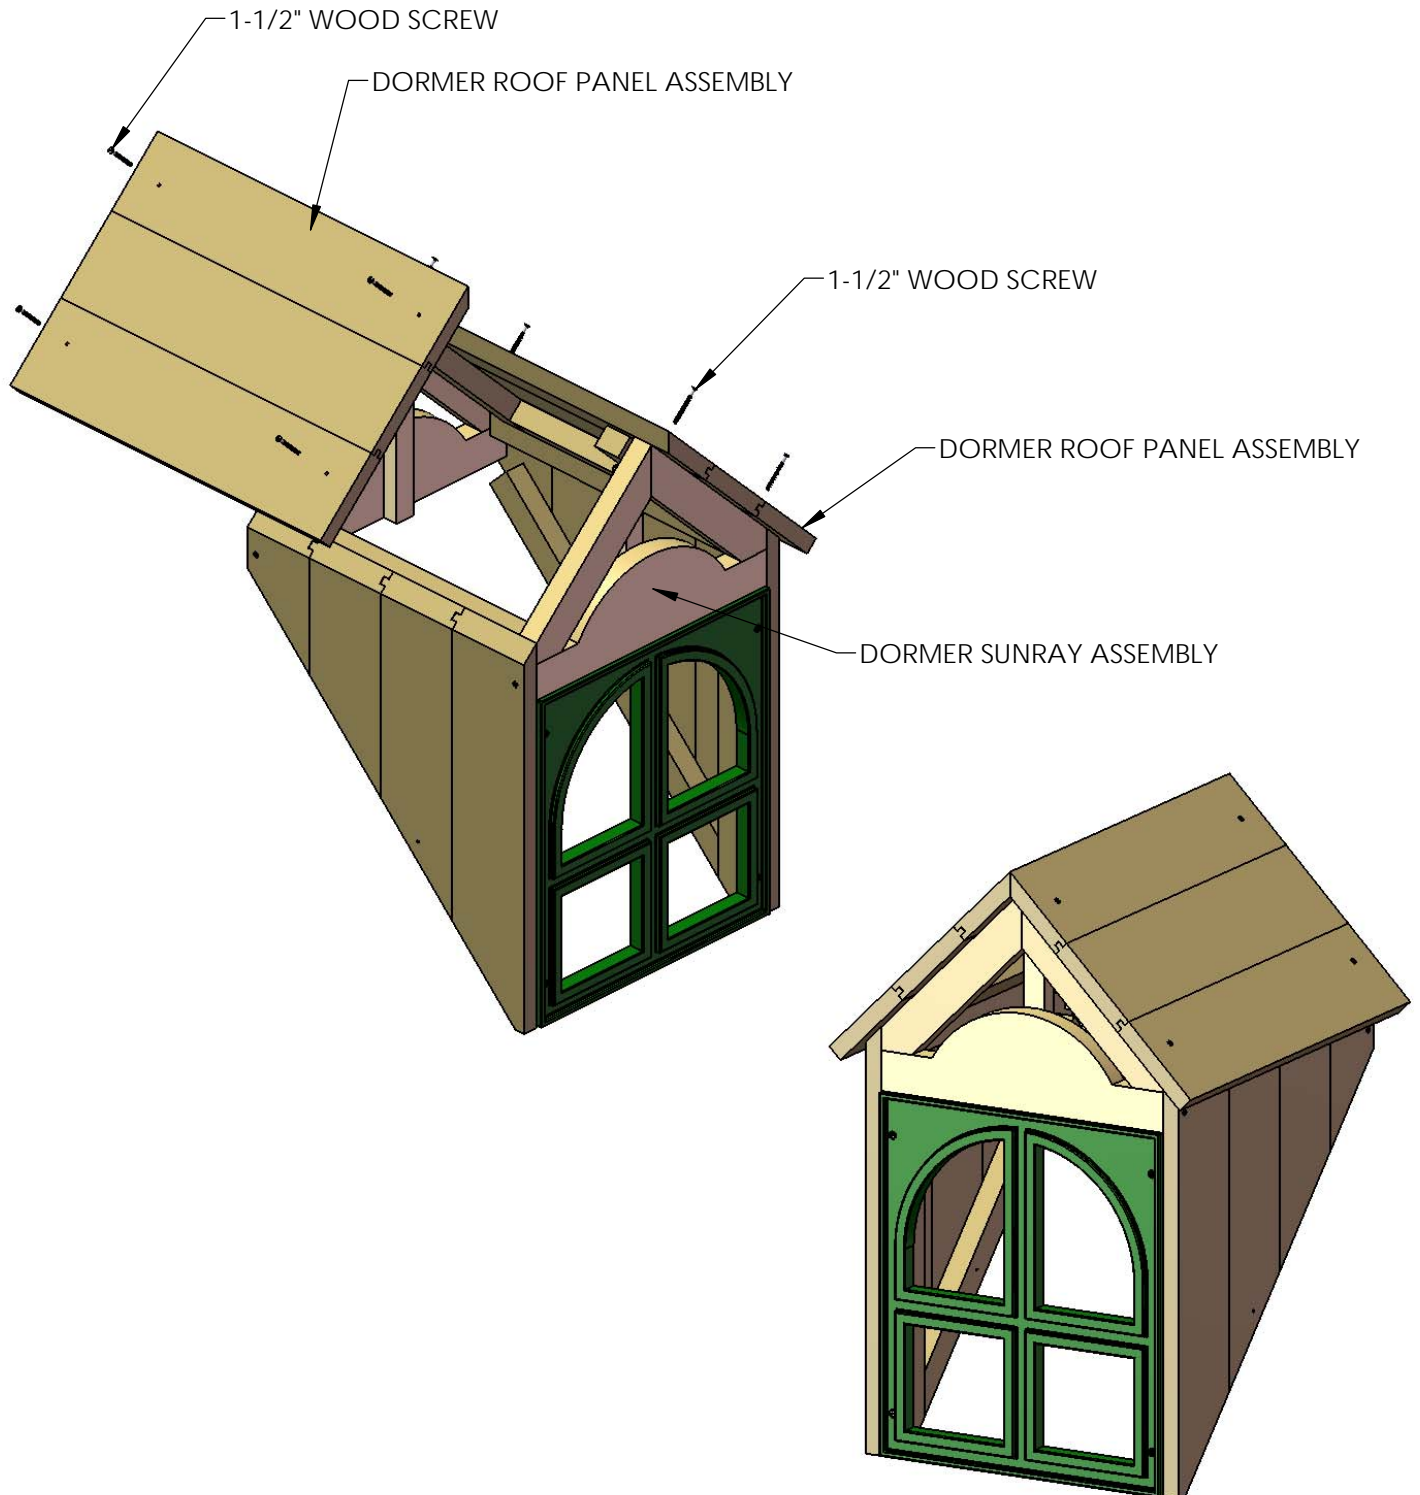 1-1/2" WOOD SCREW
DORMER ROOF PANEL ASSEMBLY
1-1/2" WOOD SCREW
DORMER ROOF PANEL ASSEMBLY
DORMER SUNRAY ASSEMBLY